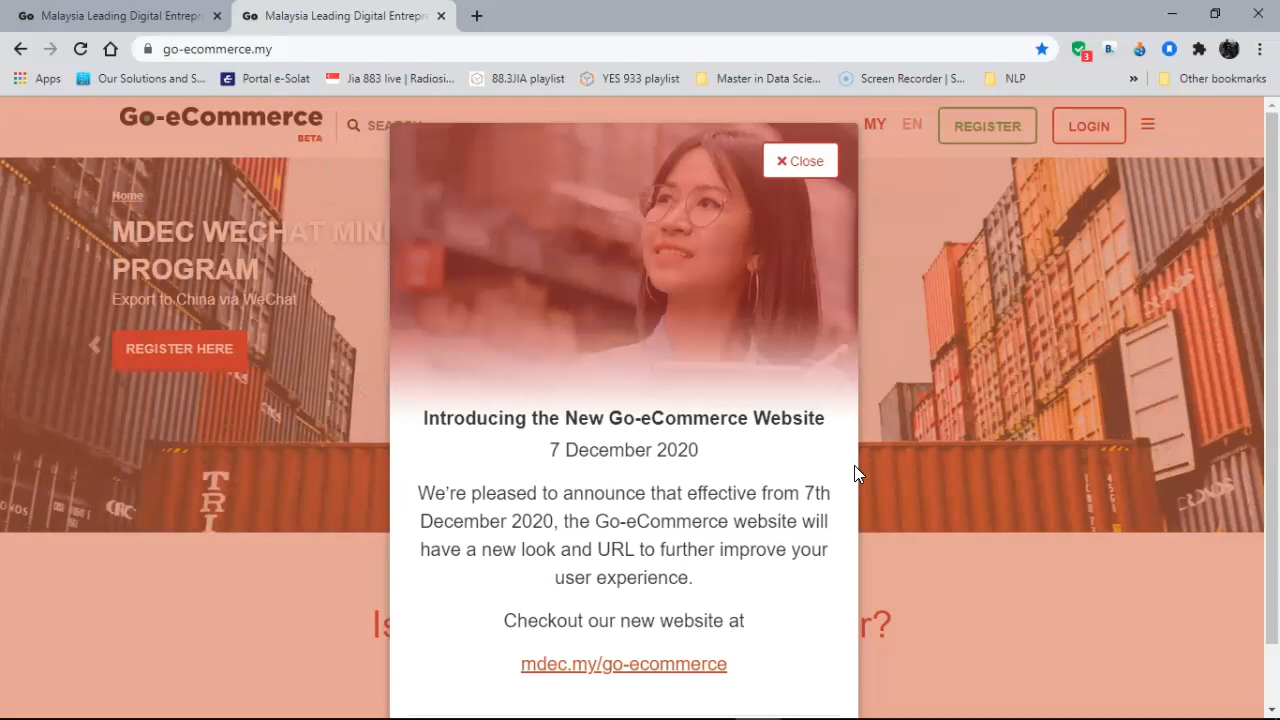 Go Malaysia Leading Digital Entrepr
Go Malaysia Leading Digital Entrepr
go-ecommerce.my
3
B.
Apps
Our Solutions and S...
Portal e-Solat
Jia 883 live | Radiosi...
88.3JIA playlist
YES 933 playlist
Master in Data Scie...
Screen Recorder | S...
NLP
»
Other bookmarks
Go-eCommerce
BETA
SEARCH
MY EN
REGISTER
LOGIN
Close
Home
MDEC WECHAT MINI
PROGRAM
Export to China via WeChat
REGISTER HERE
Introducing the New Go-eCommerce Website
7 December 2020
We're pleased to announce that effective from 7th
December 2020, the Go-eCommerce website will
have a new look and URL to further improve your
user experience.
Checkout our new website at
mdec.my/go-ecommerce
Is
r?